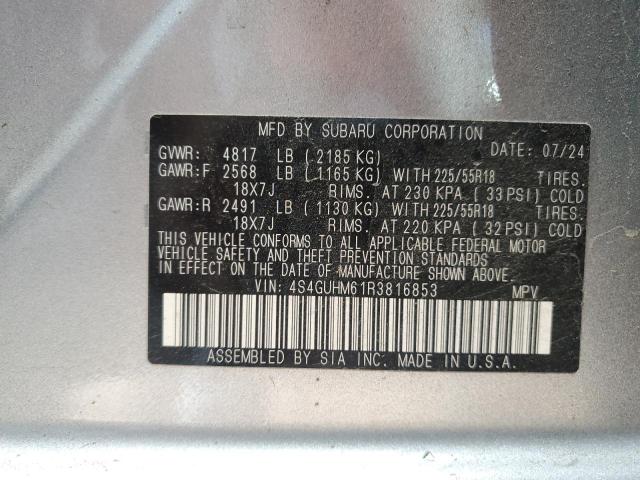 MFD BY SUBARU CORPORATION
GVWR: 4817 LB ( 2185 KG) DATE: 07/24
GAWR:F 2568 LB ( 1165 KG) WITH 225/55R18 TIRES.
18X7J RIMS. AT 230 KPA ( 33 PSI) COLD
GAWR:R 2491 LB ( 1130 KG) WITH 225/55R18 TIRES.
18X7J RIMS. AT 220 KPA ( 32 PSI) COLD
THIS VEHICLE CONFORMS TO ALL APPLICABLE FEDERAL MOTOR
VEHICLE SAFETY AND THEFT PREVENTION STANDARDS
IN EFFECT ON THE DATE OF MANUFACTURE SHOWN ABOVE.
VIN: 4S4GUHM61R3816853 MPV
ASSEMBLED BY SIA INC. MADE IN U.S.A.